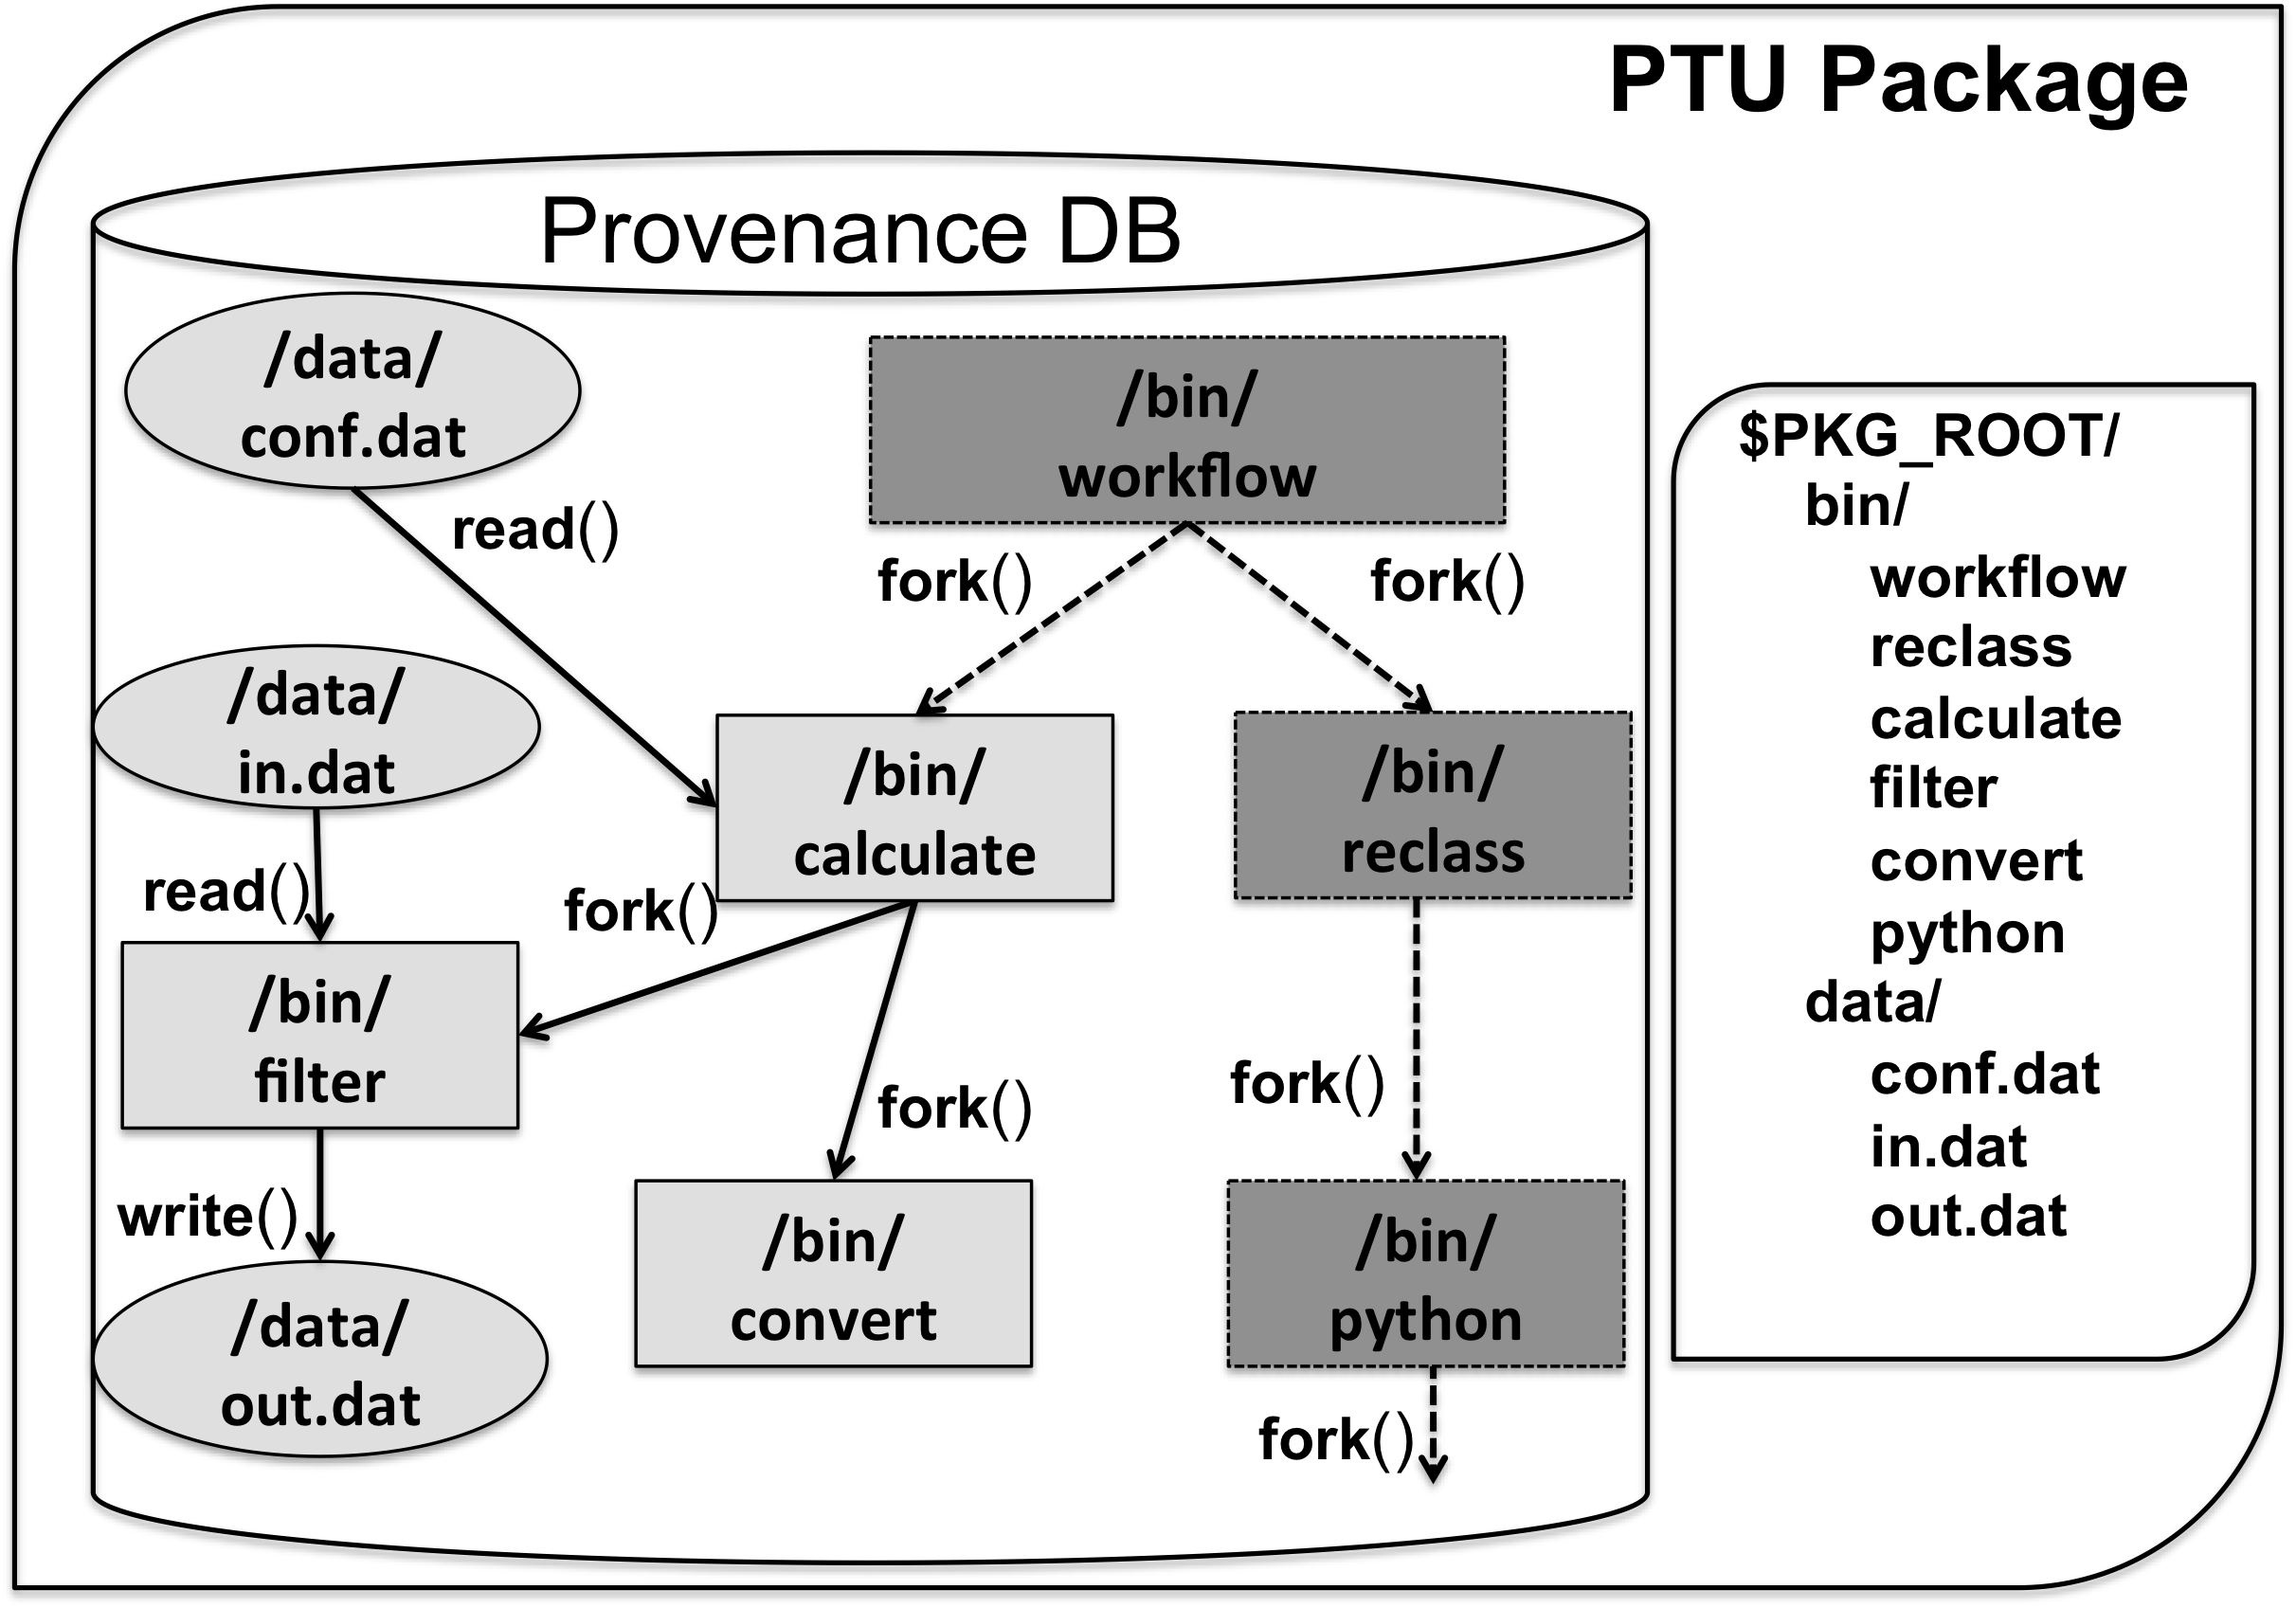 PTU Package
Provenance DB
/data/
conf.dat
/bin/
workflow
read()
fork()
fork()
/data/
in.dat
/bin/
calculate
/bin/
reclass
read()
fork()
/bin/
filter
fork()
fork()
write()
/bin/
convert
/bin/
python
/data/
out.dat
fork()
$PKG_ROOT/
bin/
workflow
reclass
calculate
filter
convert
python
data/
conf.dat
in.dat
out.dat